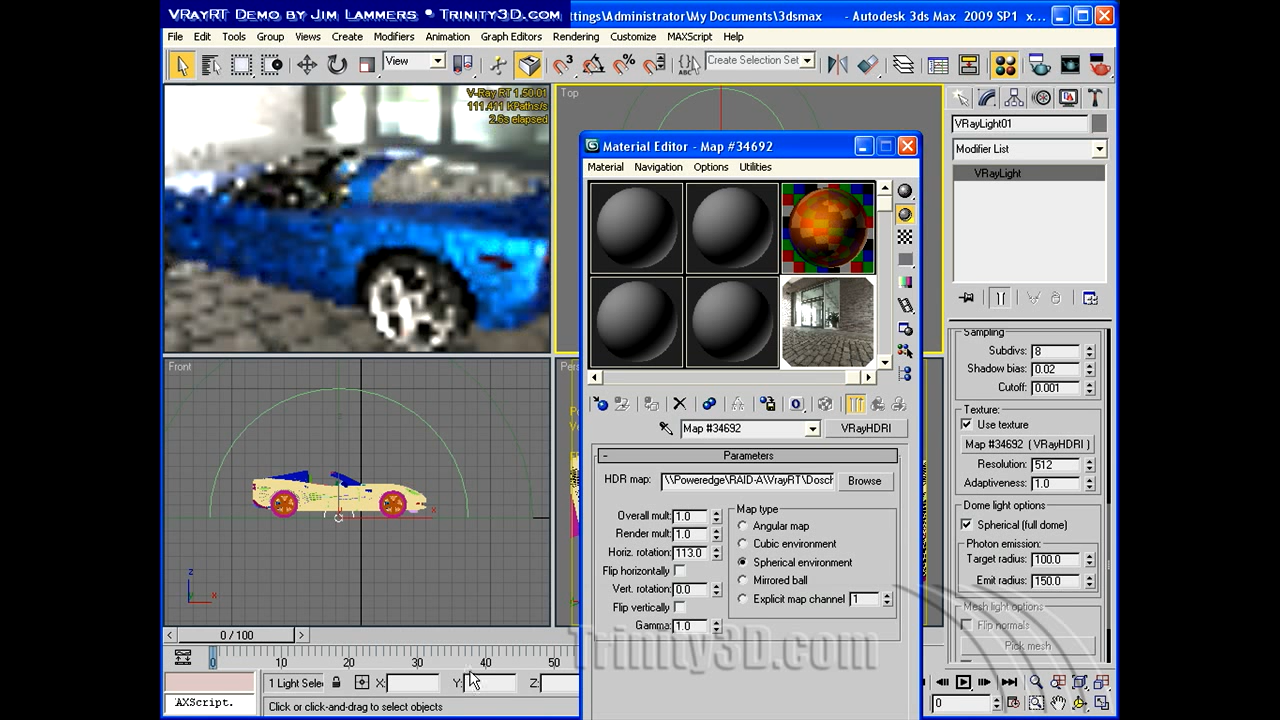 VRayRT Demo by Jim Lammers • Trinity3D.com
ttings\Administrator\My Documents\3dsmax - Autodesk 3ds Max 2009 SP1 x...
File Edit Tools Group Views Create Modifiers Animation Graph Editors Rendering Customize MAXScript Help
View
Create Selection Set
V-Ray RT 1.50.01
111.411 KPaths/s
2.6s elapsed
Top
Front
z
x
x
Material Editor - Map #34692
Material Navigation Options Utilities
Map #34692
VRayHDRI
Parameters
HDR map: \\Poweredge\RAID-A\VrayRT\Dosch
Browse
Overall mult: 1.0
Render mult: 1.0
Horiz. rotation: 113.0
Flip horizontally
Vert. rotation: 0.0
Flip vertically
Gamma: 1.0
Map type
Angular map
Cubic environment
Spherical environment
Mirrored ball
Explicit map channel 1
VRayLight01
Modifier List
VRayLight
Sampling
Subdivs: 8
Shadow bias: 0.02
Cutoff: 0.001
Texture:
Use texture
Map #34692 ( VRayHDRI )
Resolution: 512
Adaptiveness: 1.0
Dome light options
Spherical (full dome)
Photon emission:
Target radius: 100.0
Emit radius: 150.0
Mesh light options
Flip normals
Pick mesh
Trinity3D.com
0 / 100
0 10 20 30 40 50
1 Light Sele X: Y: Z:
AXScript.
Click or click-and-drag to select objects
0